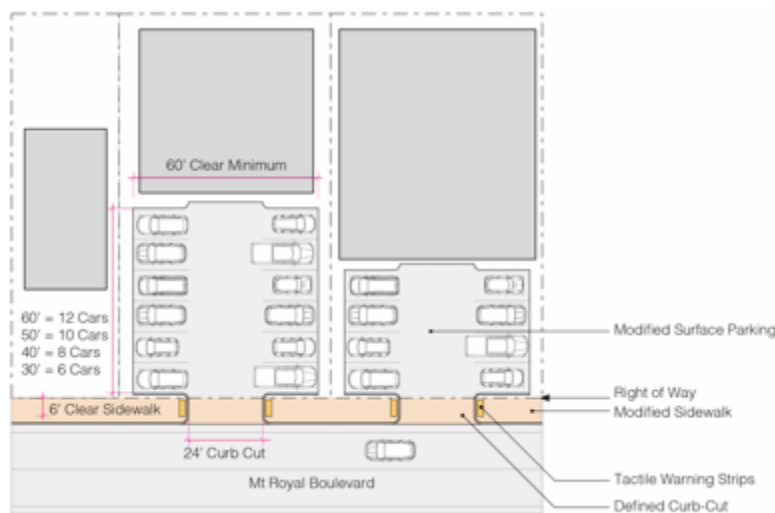 60' Clear Minimum
60' = 12 Cars
50' = 10 Cars
40' = 8 Cars
30' = 6 Cars
Modified Surface Parking
Right of Way
6' Clear Sidewalk
Modified Sidewalk
24' Curb Cut
Mt Royal Boulevard
Tactile Warning Strips
Defined Curb-Cut